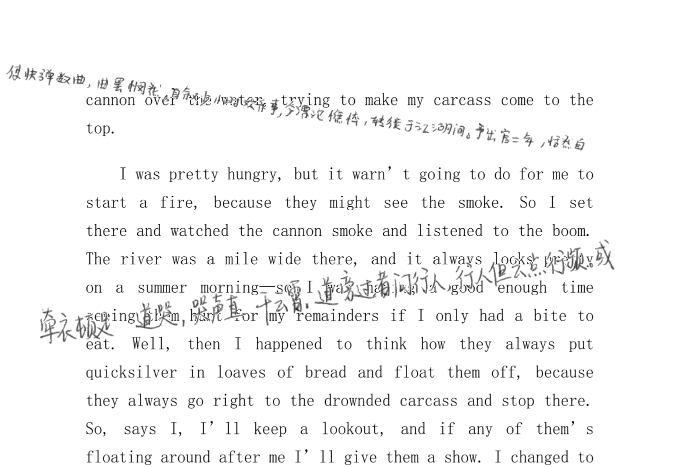 使快弹数曲，曲罢悯然。自叙少小时欢乐事，今漂沦憔悴，转徙于江湖间。予出官二年，恬然自
cannon over the water, trying to make my carcass come to the
top.
I was pretty hungry, but it warn’t going to do for me to
start a fire, because they might see the smoke. So I set
there and watched the cannon smoke and listened to the boom.
The river was a mile wide there, and it always looks pretty
on a summer morning—so I was having a good enough time
牵衣顿足 道哭，哭声直 干云霄。道旁过者问行人，行人但云点行频。或
seeing them hunt for my remainders if I only had a bite to
eat. Well, then I happened to think how they always put
quicksilver in loaves of bread and float them off, because
they always go right to the drownded carcass and stop there.
So, says I, I’ll keep a lookout, and if any of them’s
floating around after me I’ll give them a show. I changed to